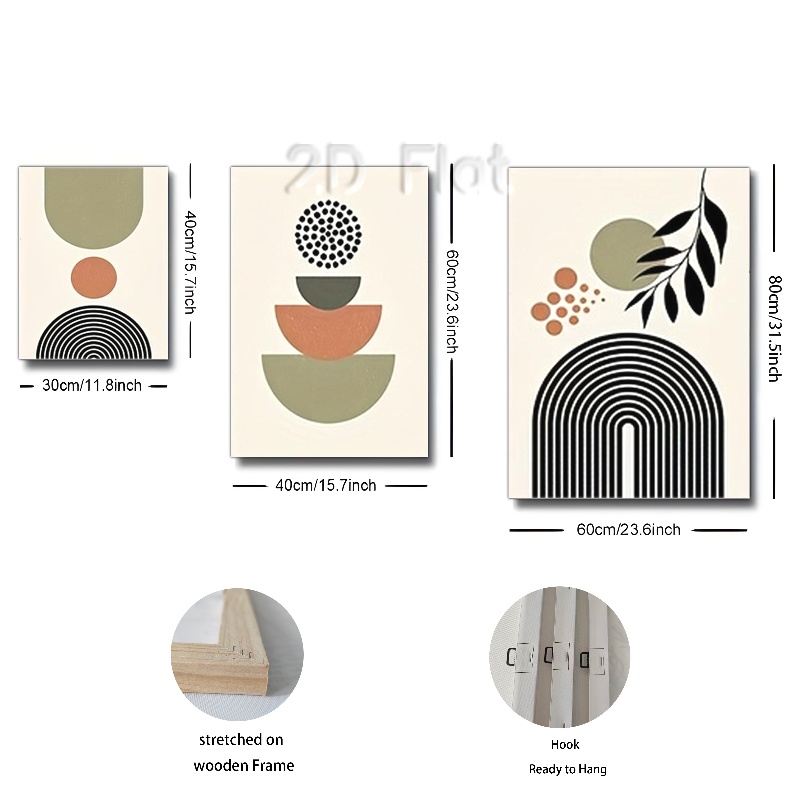 2D Flat
40cm/15.7inch
30cm/11.8inch
60cm/23.6inch
40cm/15.7inch
80cm/31.5inch
60cm/23.6inch
stretched on
wooden Frame
Hook
Ready to Hang